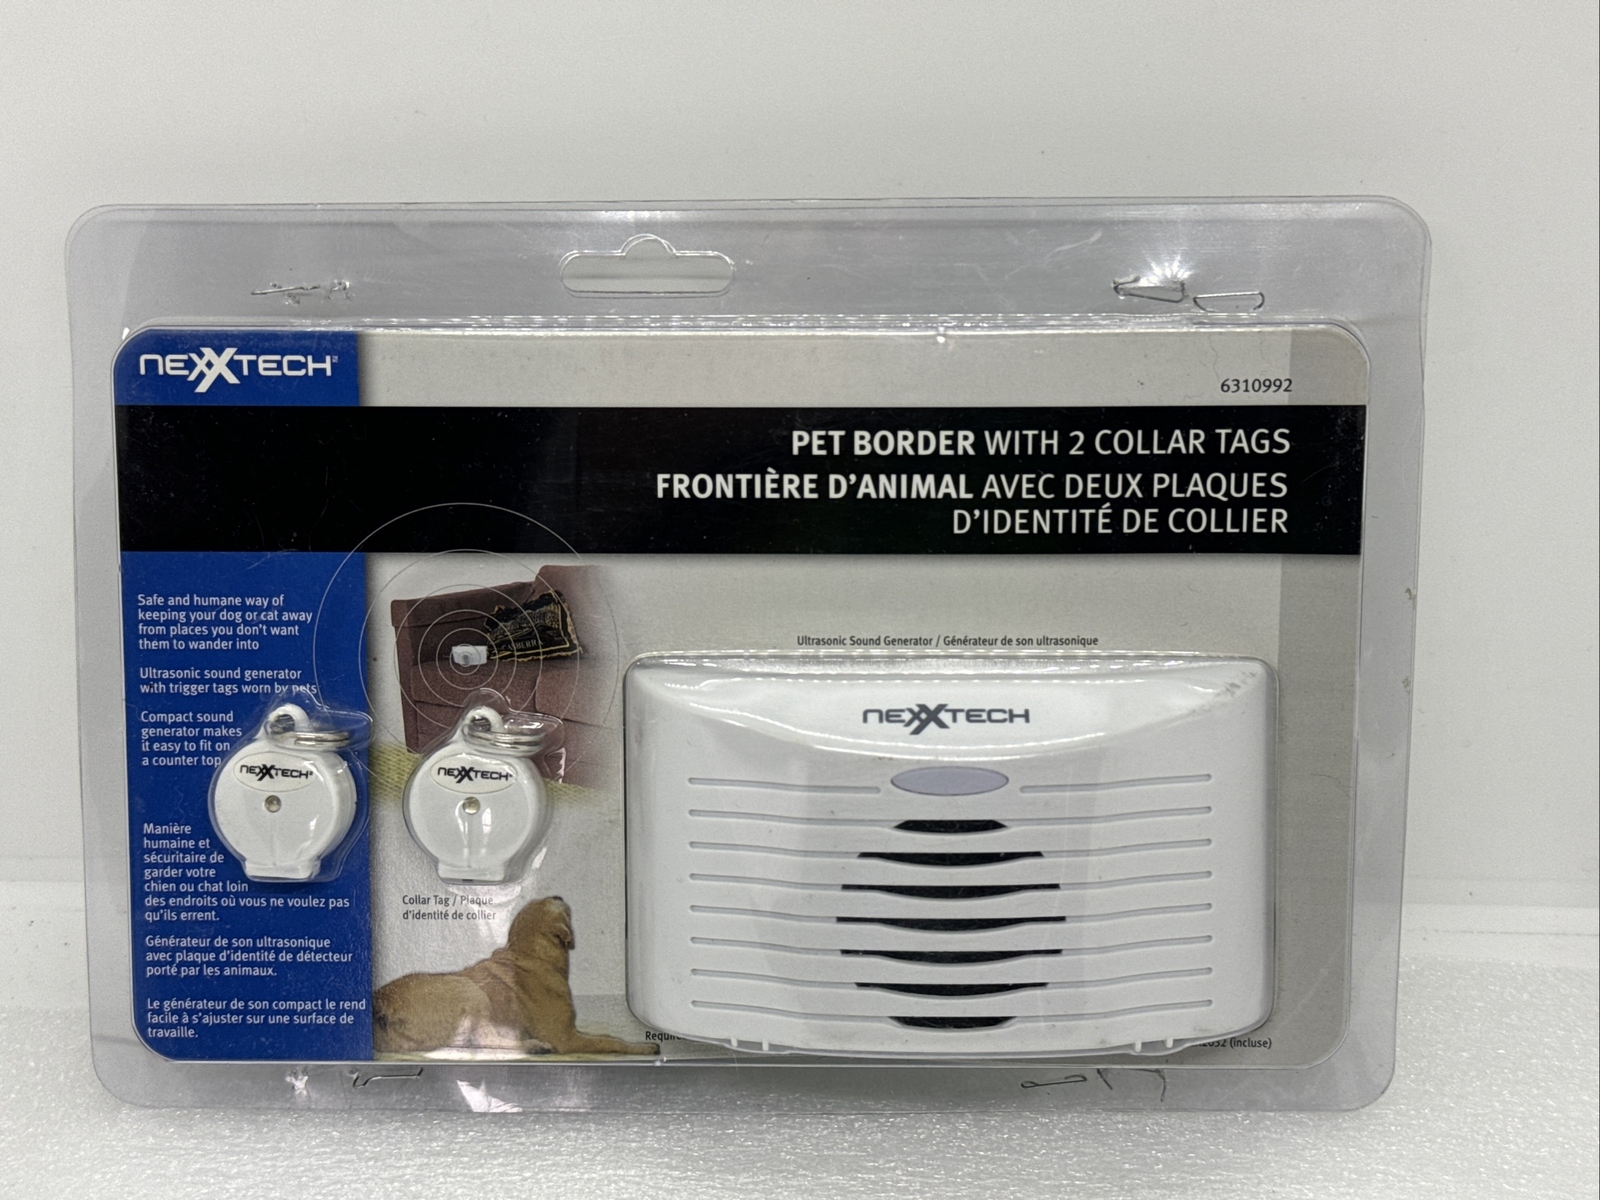 NEXXTECH
6310992
PET BORDER WITH 2 COLLAR TAGS
FRONTIÈRE D'ANIMAL AVEC DEUX PLAQUES
D'IDENTITÉ DE COLLIER
Safe and humane way of
keeping your dog or cat away
from places you don't want
them to wander into
Ultrasonic sound generator
with trigger tags worn by pets
Compact sound
generator makes
it easy to fit on
a counter top
Manière
humaine et
sécuritaire de
garder votre
chien ou chat loin
des endroits où vous ne voulez pas
qu'ils errent.
Générateur de son ultrasonique
avec plaque d'identité de détecteur
porté par les animaux.
Le générateur de son compact le rend
facile à s'ajuster sur une surface de
travaille.
NEXXTECH
NEXXTECH
Collar Tag / Plaque
d'identité de collier
Ultrasonic Sound Generator / Générateur de son ultrasonique
NEXXTECH
(incluse)